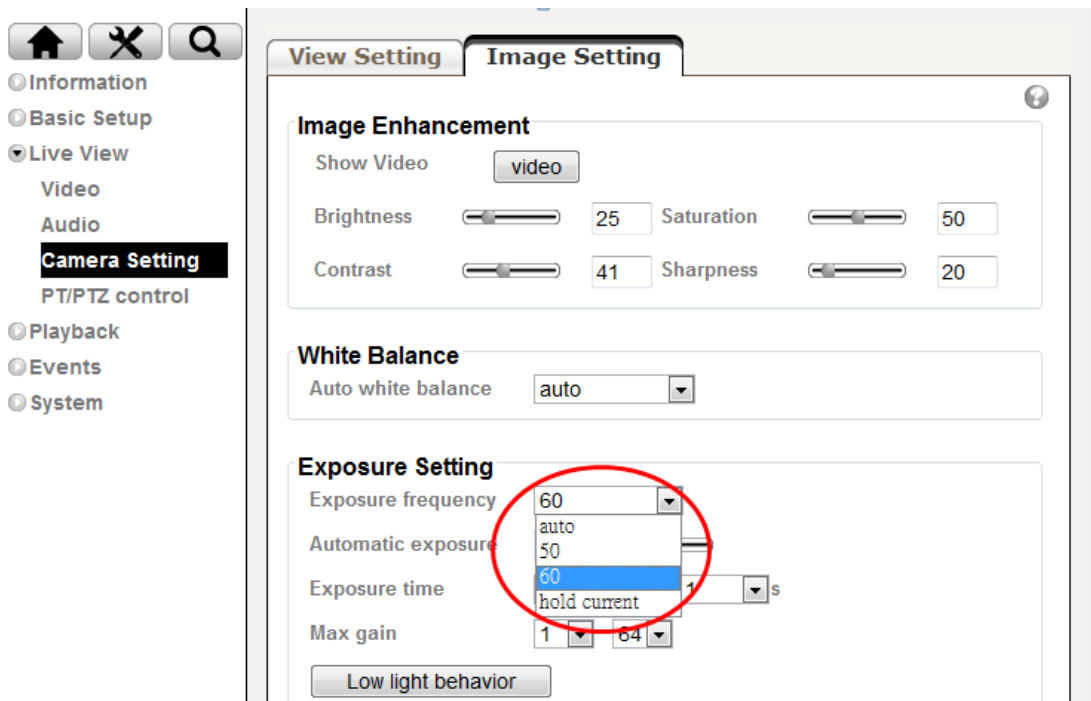 View Setting
Image Setting
Information
Basic Setup
Live View
Video
Audio
Camera Setting
PT/PTZ control
Playback
Events
System
Image Enhancement
Show Video video
Brightness 25 Saturation 50
Contrast 41 Sharpness 20
White Balance
Auto white balance auto
Exposure Setting
Exposure frequency 60
auto
Automatic exposure
50
60
Exposure time 1 s
hold current
Max gain 1 64
Low light behavior